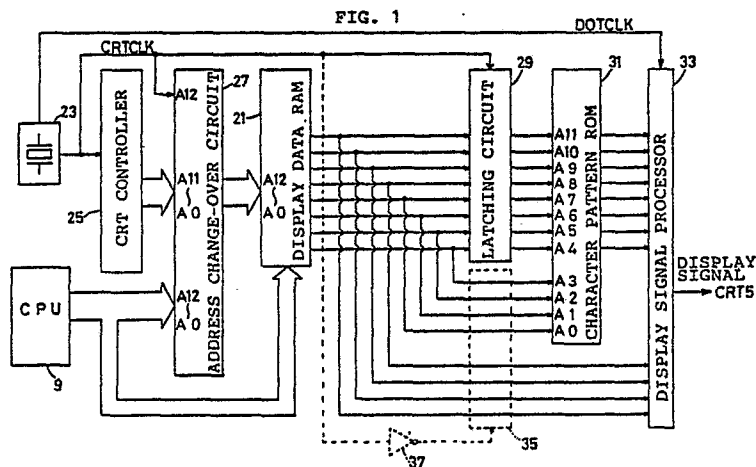 FIG. 1
DOTCLK
CRTCLK
23
25
CRT CONTROLLER
27
ADDRESS CHANGE-OVER CIRCUIT
A12
A11
~
A0
A12
~
A0
21
DISPLAY DATA RAM
A12
~
A0
29
LATCHING CIRCUIT
31
CHARACTER PATTERN ROM
A11
A10
A9
A8
A7
A6
A5
A4
A3
A2
A1
A0
33
DISPLAY SIGNAL PROCESSOR
DISPLAY
SIGNAL
CRT5
CPU
9
35
37